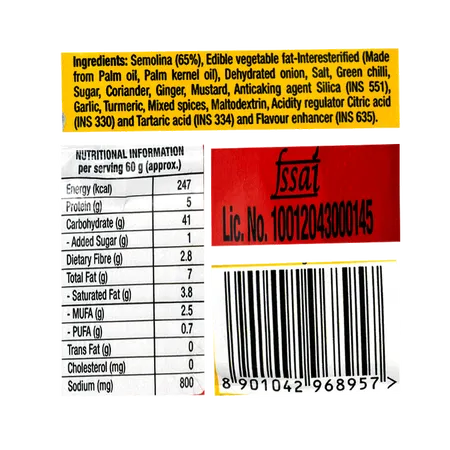 Ingredients: Semolina (65%), Edible vegetable fat-Interesterified (Made
from Palm oil, Palm kernel oil), Dehydrated onion, Salt, Green chilli,
Sugar, Coriander, Ginger, Mustard, Anticaking agent Silica (INS 551),
Garlic, Turmeric, Mixed spices, Maltodextrin, Acidity regulator Citric acid
(INS 330) and Tartaric acid (INS 334) and Flavour enhancer (INS 635).
NUTRITIONAL INFORMATION
per serving 60 g (approx.)
Energy (kcal) 247
Protein (g) 5
Carbohydrate (g) 41
- Added Sugar (g) 1
Dietary Fibre (g) 2.8
Total Fat (g) 7
- Saturated Fat (g) 3.8
- MUFA (g) 2.5
- PUFA (g) 0.7
Trans Fat (g) 0
Cholesterol (mg) 0
Sodium (mg) 800
fssai
Lic. No. 10012043000145
8 901042 968957 >